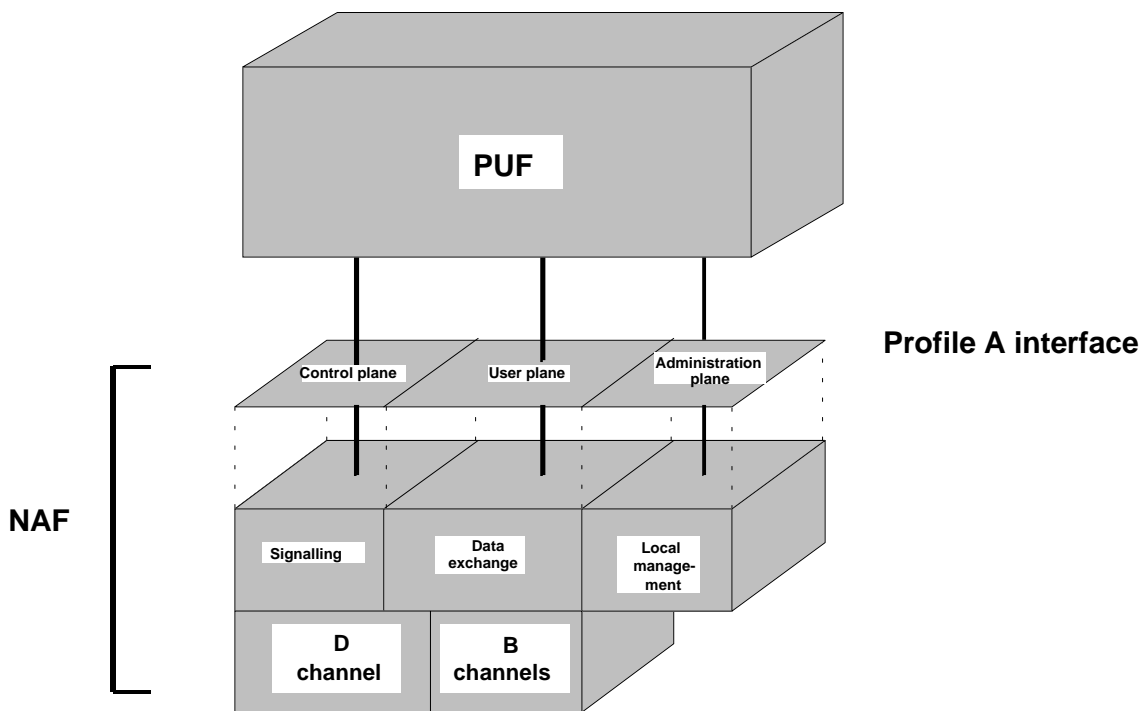 PUF
Profile A interface
Control plane
User plane
Administration
plane
NAF
Signalling
Data
exchange
Local
manage-
ment
D
channel
B
channels